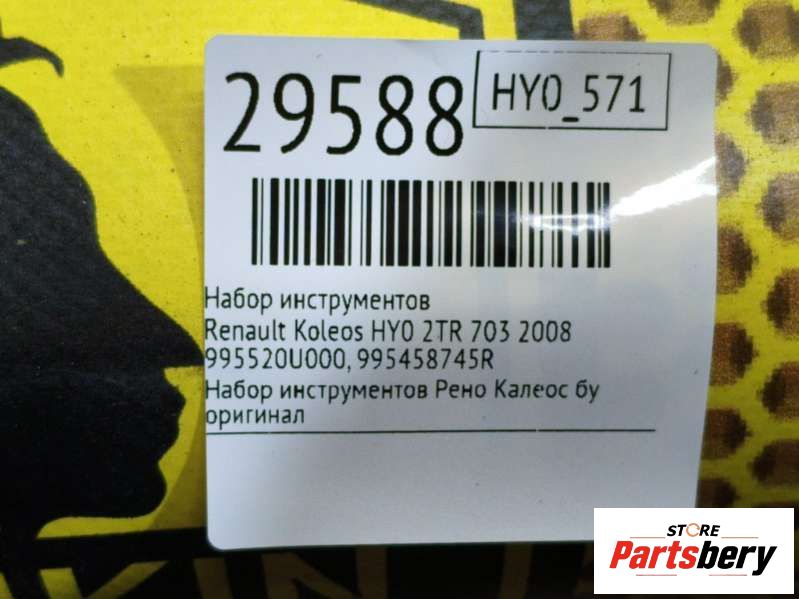 29588
HY0_571
Набор инструментов
Renault Koleos HY0 2TR 703 2008
995520U000, 995458745R
Набор инструментов Рено Калеос бу
оригинал
STORE
Partsbery